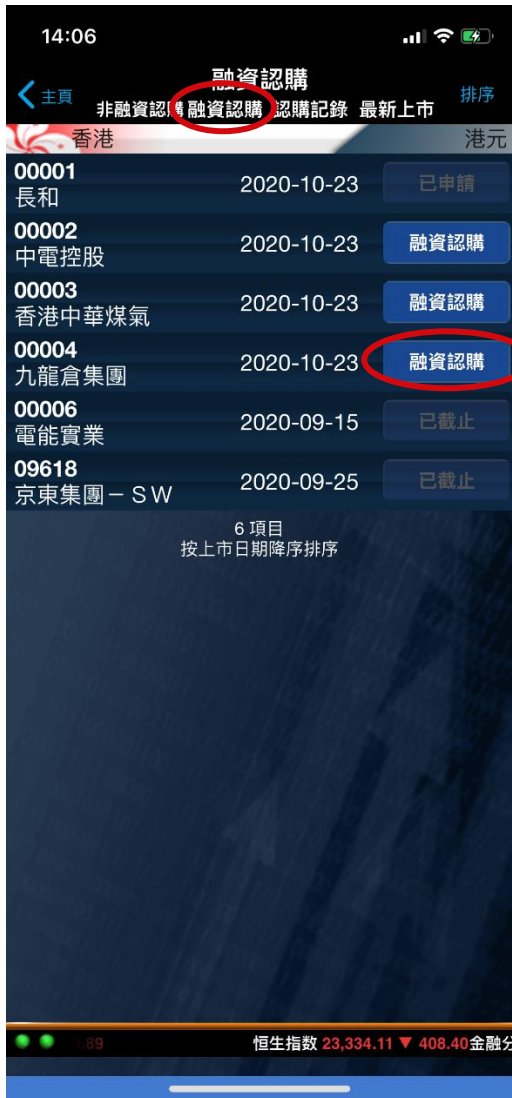 14:06
融資認購
主頁
非融資認購 融資認購 認購記錄 最新上市
排序
香港 港元
00001
長和
2020-10-23 已申請
00002
中電控股
2020-10-23 融資認購
00003
香港中華煤氣
2020-10-23 融資認購
00004
九龍倉集團
2020-10-23 融資認購
00006
電能實業
2020-09-15 已截止
09618
京東集團－ＳＷ
2020-09-25 已截止
6 項目
按上市日期降序排序
.89 恒生指数 23,334.11 ▼ 408.40金融分